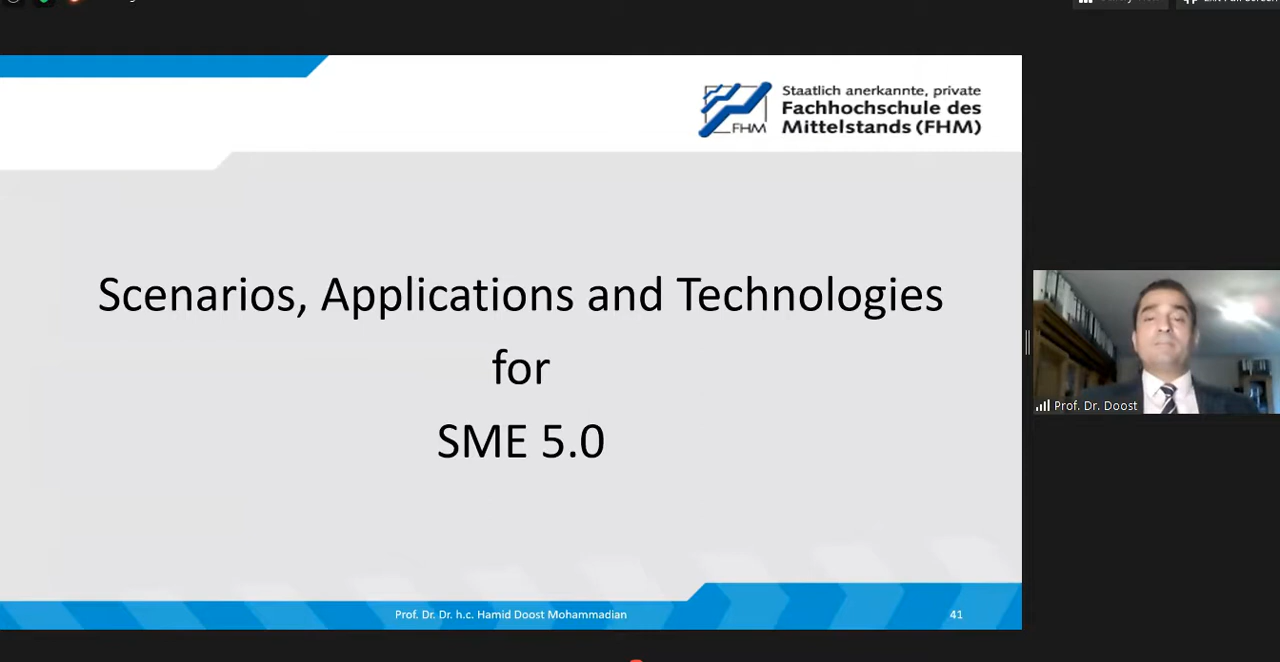 Staatlich anerkannte, private
Fachhochschule des
Mittelstands (FHM)
FHM
Scenarios, Applications and Technologies
for
SME 5.0
Prof. Dr. Doost
Prof. Dr. Dr. h.c. Hamid Doost Mohammadian
41